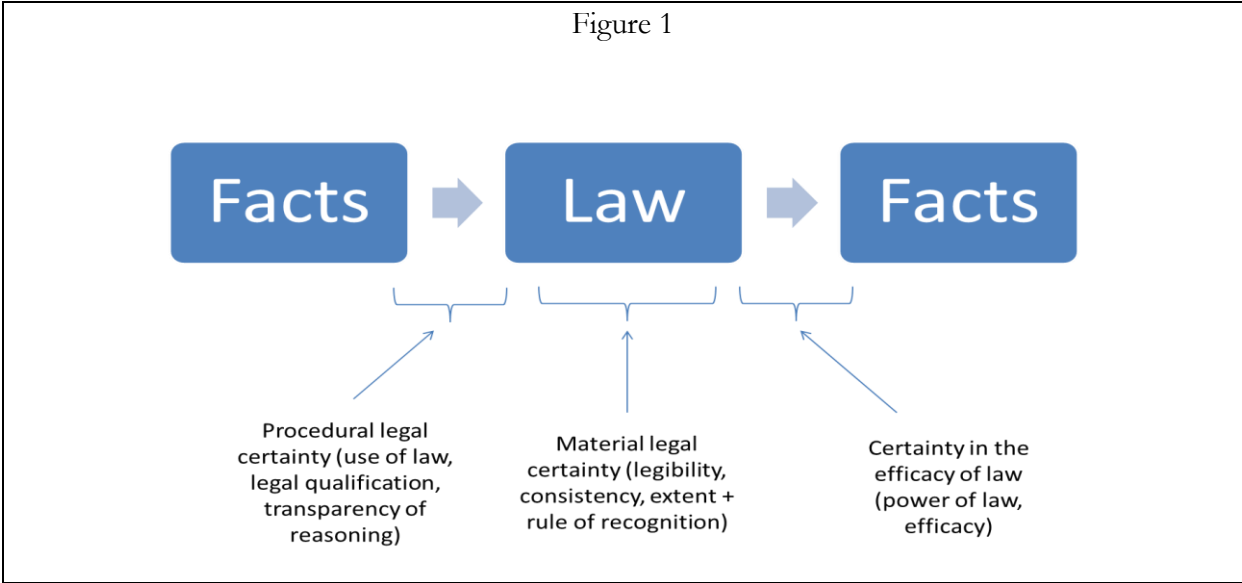 Figure 1
Facts
Law
Facts
Procedural legal
certainty (use of law,
legal qualification,
transparency of
reasoning)
Material legal
certainty (legibility,
consistency, extent +
rule of recognition)
Certainty in the
efficacy of law
(power of law,
efficacy)